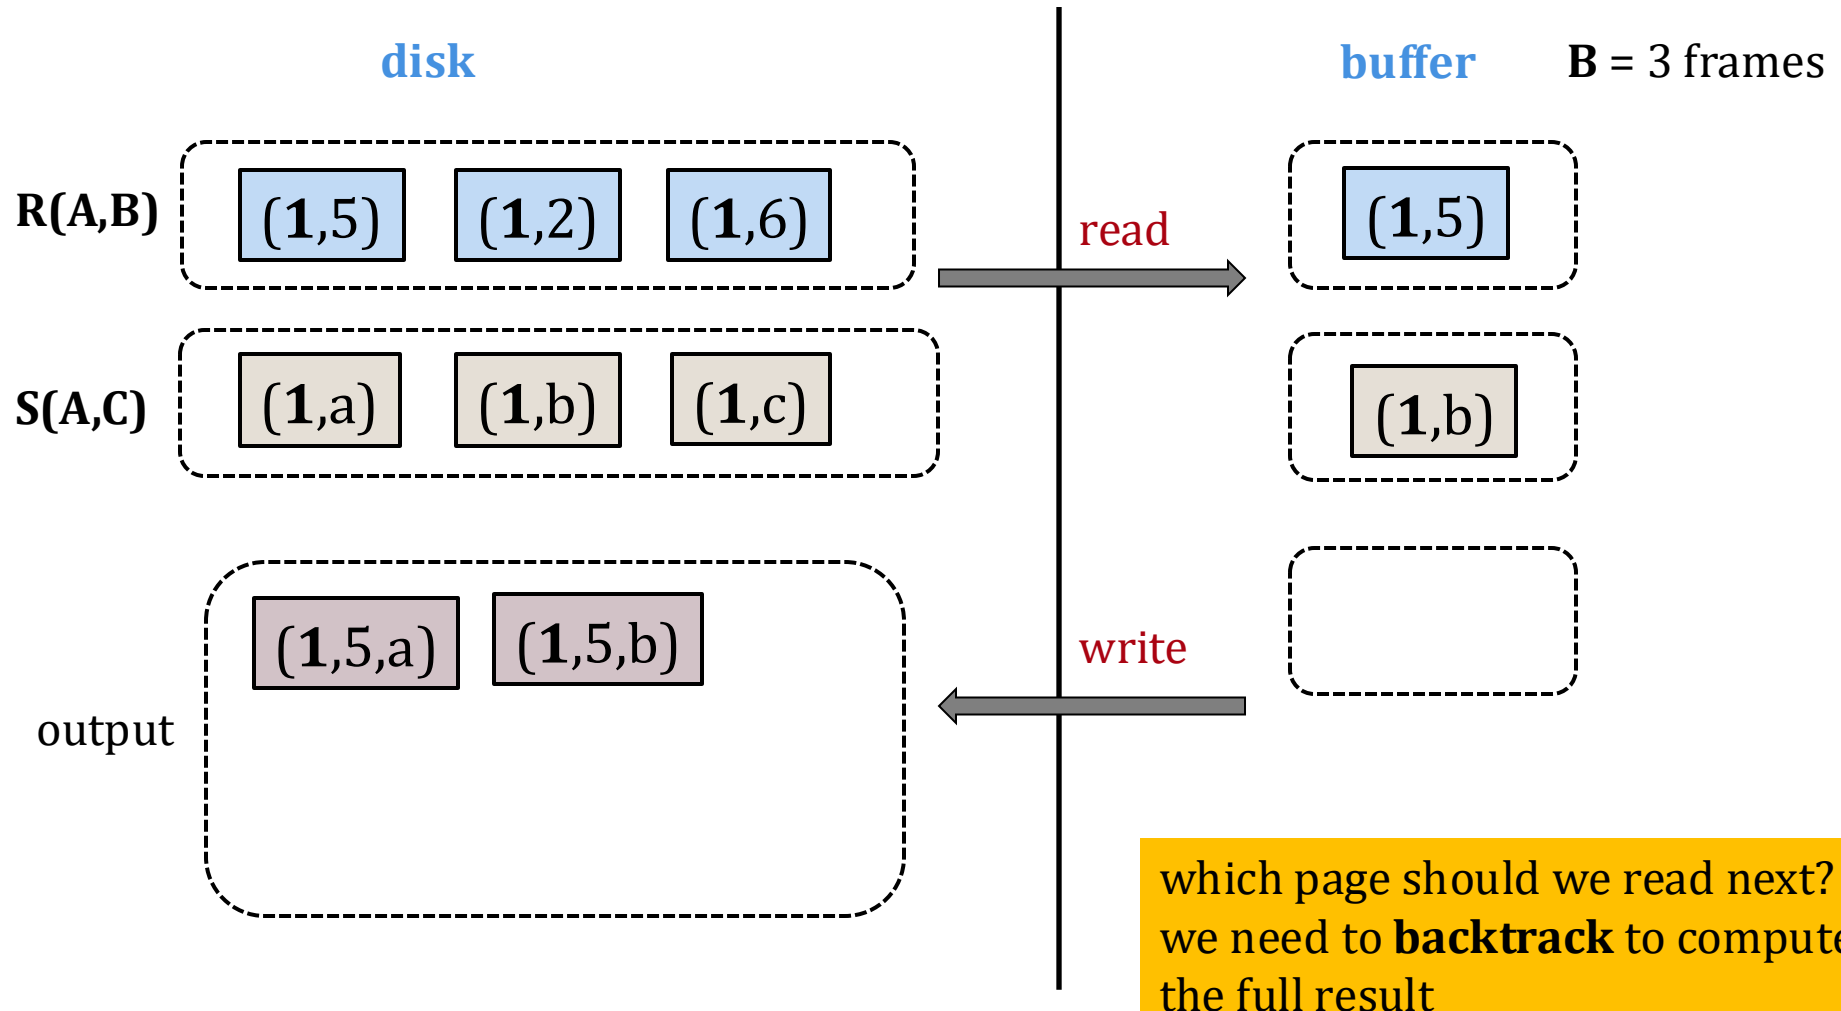 disk
buffer B = 3 frames
R(A,B) (1,5) (1,2) (1,6) read (1,5)
S(A,C) (1,a) (1,b) (1,c) (1,b)
(1,5,a) (1,5,b) write
output
which page should we read next?
we need to backtrack to compute
the full result